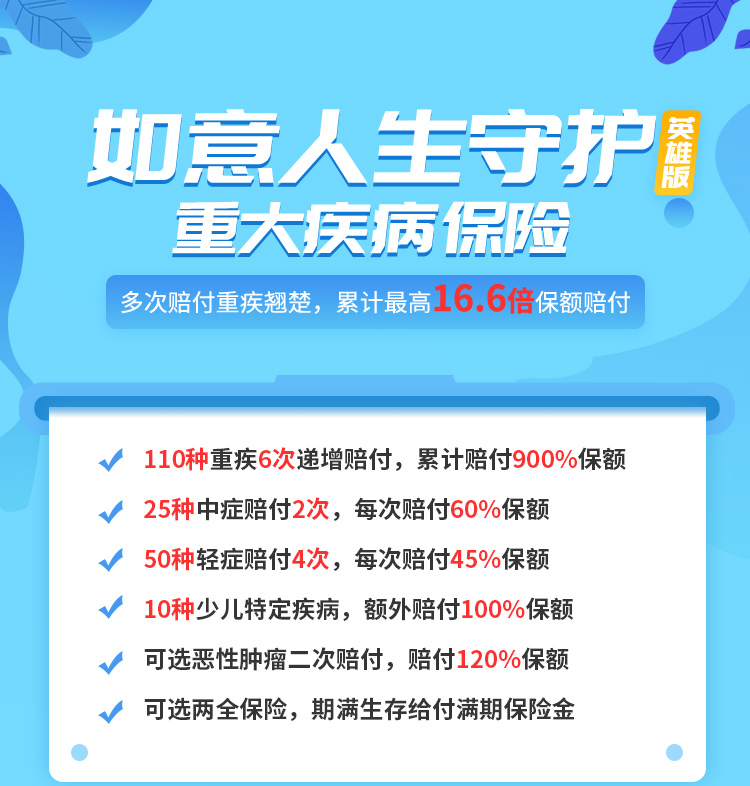 如意人生守护
英雄版
重大疾病保险
多次赔付重疾翘楚，累计最高16.6倍保额赔付
110种重疾6次递增赔付，累计赔付900%保额
25种中症赔付2次，每次赔付60%保额
50种轻症赔付4次，每次赔付45%保额
10种少儿特定疾病，额外赔付100%保额
可选恶性肿瘤二次赔付，赔付120%保额
可选两全保险，期满生存给付满期保险金